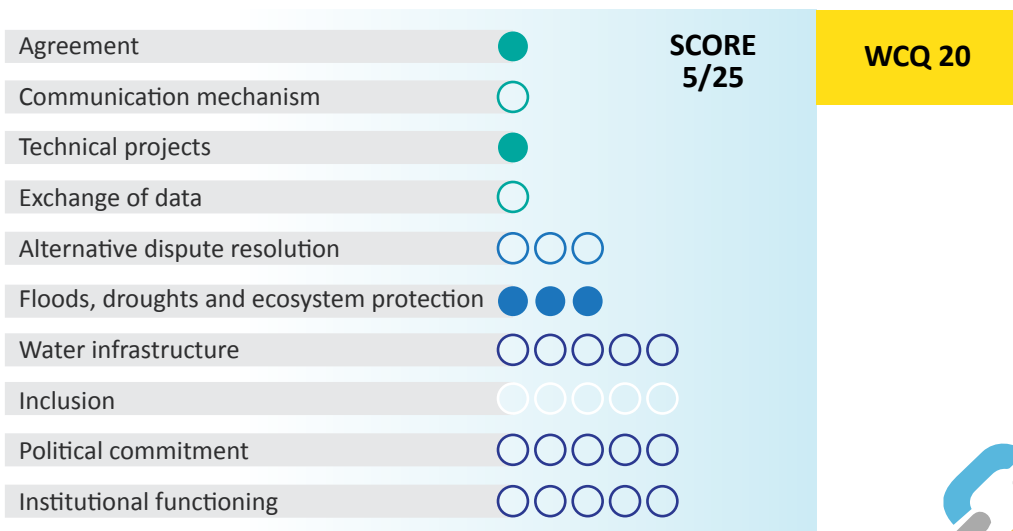 Agreement
SCORE
5/25
WCQ 20
Communication mechanism
Technical projects
Exchange of data
Alternative dispute resolution
Floods, droughts and ecosystem protection
Water infrastructure
Inclusion
Political commitment
Institutional functioning